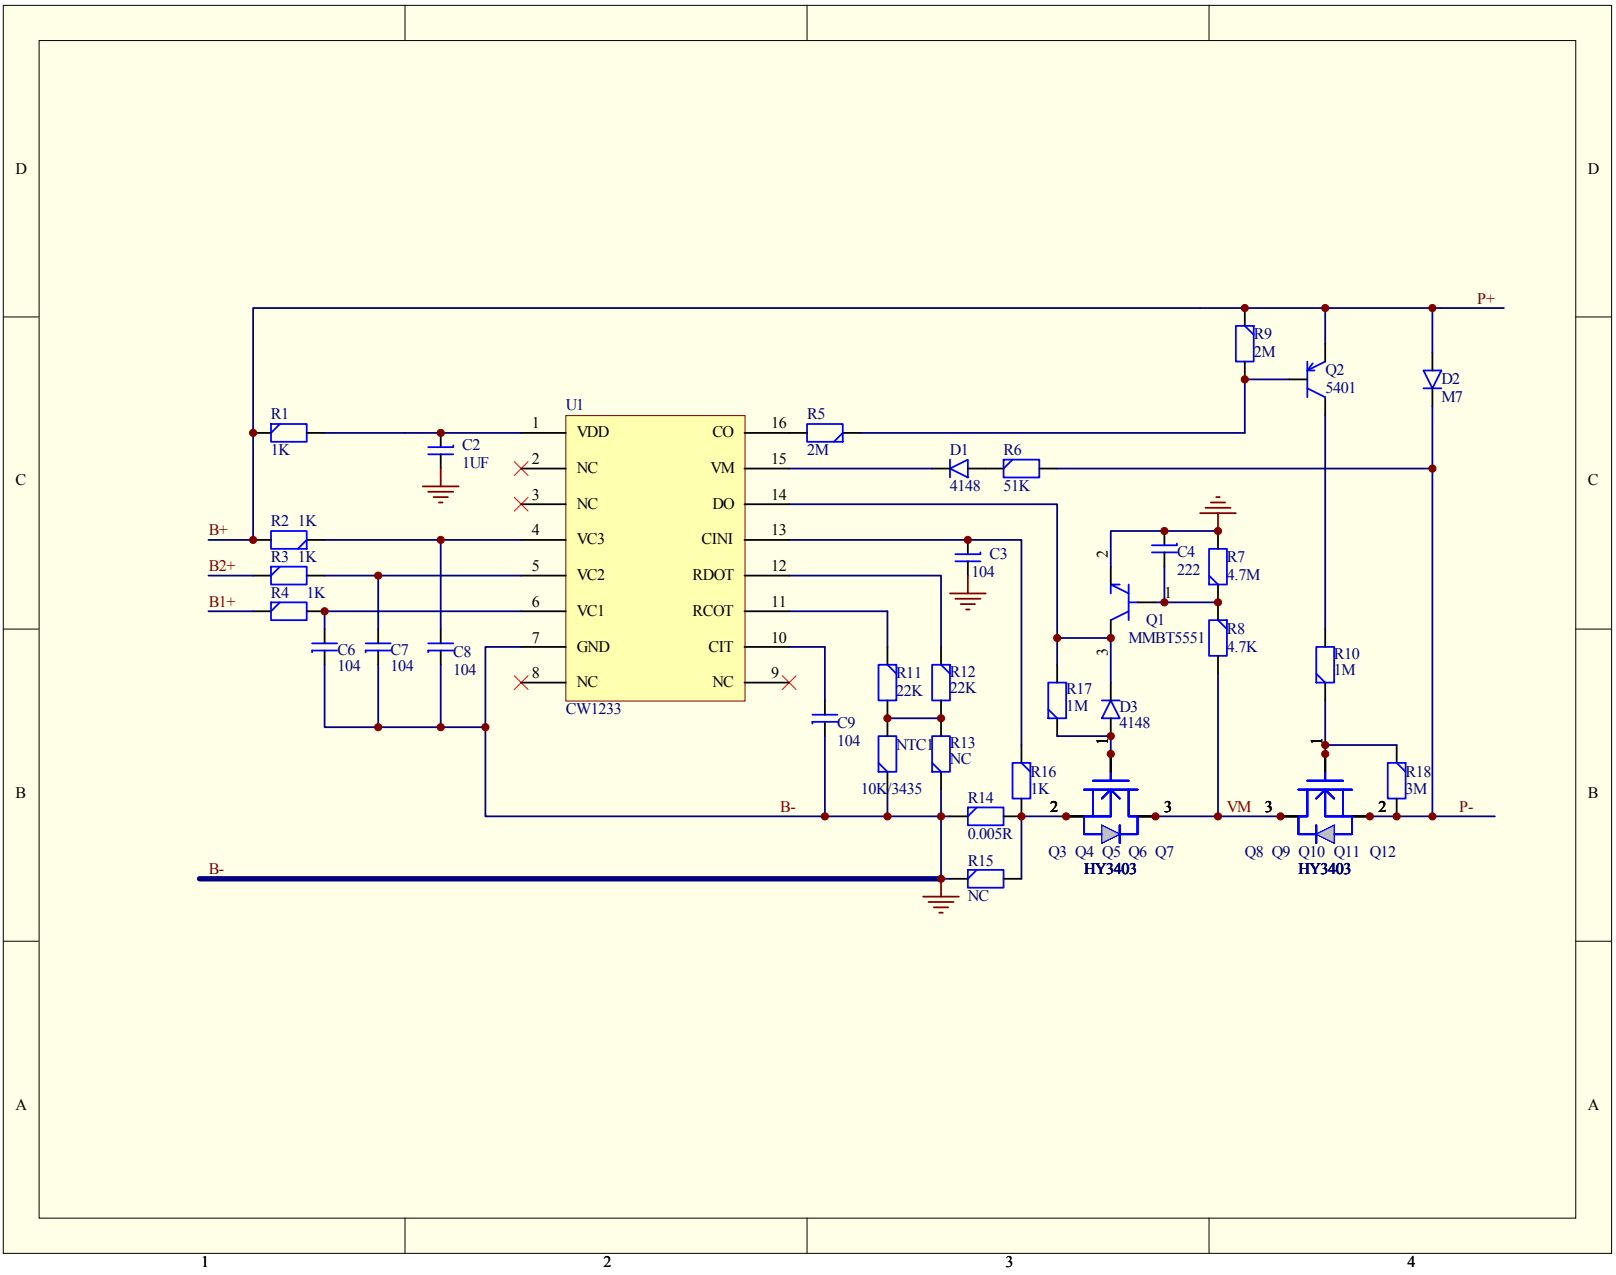 D
D
P+
R9
2M
Q2
5401
D2
M7
U1
R1
1K
C2
1UF
1 VDD
2 NC
3 NC
4 VC3
5 VC2
6 VC1
7 GND
8 NC
CO 16
VM 15
DO 14
CINI 13
RDOT 12
RCOT 11
CIT 10
NC 9
CW1233
R5
2M
D1
4148
R6
51K
C
C
B+
R2 1K
B2+
R3 1K
B1+
R4 1K
C3
104
2
C4
222
R7
4.7M
1
Q1
MMBT5551
3
R8
4.7K
C6
104
C7
104
C8
104
R10
1M
R11
22K
R12
22K
R17
1M
D3
4148
C9
104
NTC1
10K/3435
R13
NC
1
1
R16
1K
R18
3M
B
B
B-
R14
0.005R
2
3
VM
3
2
P-
Q3 Q4 Q5 Q6 Q7
HY3403
Q8 Q9 Q10 Q11 Q12
HY3403
B-
R15
NC
A
A
1
2
3
4